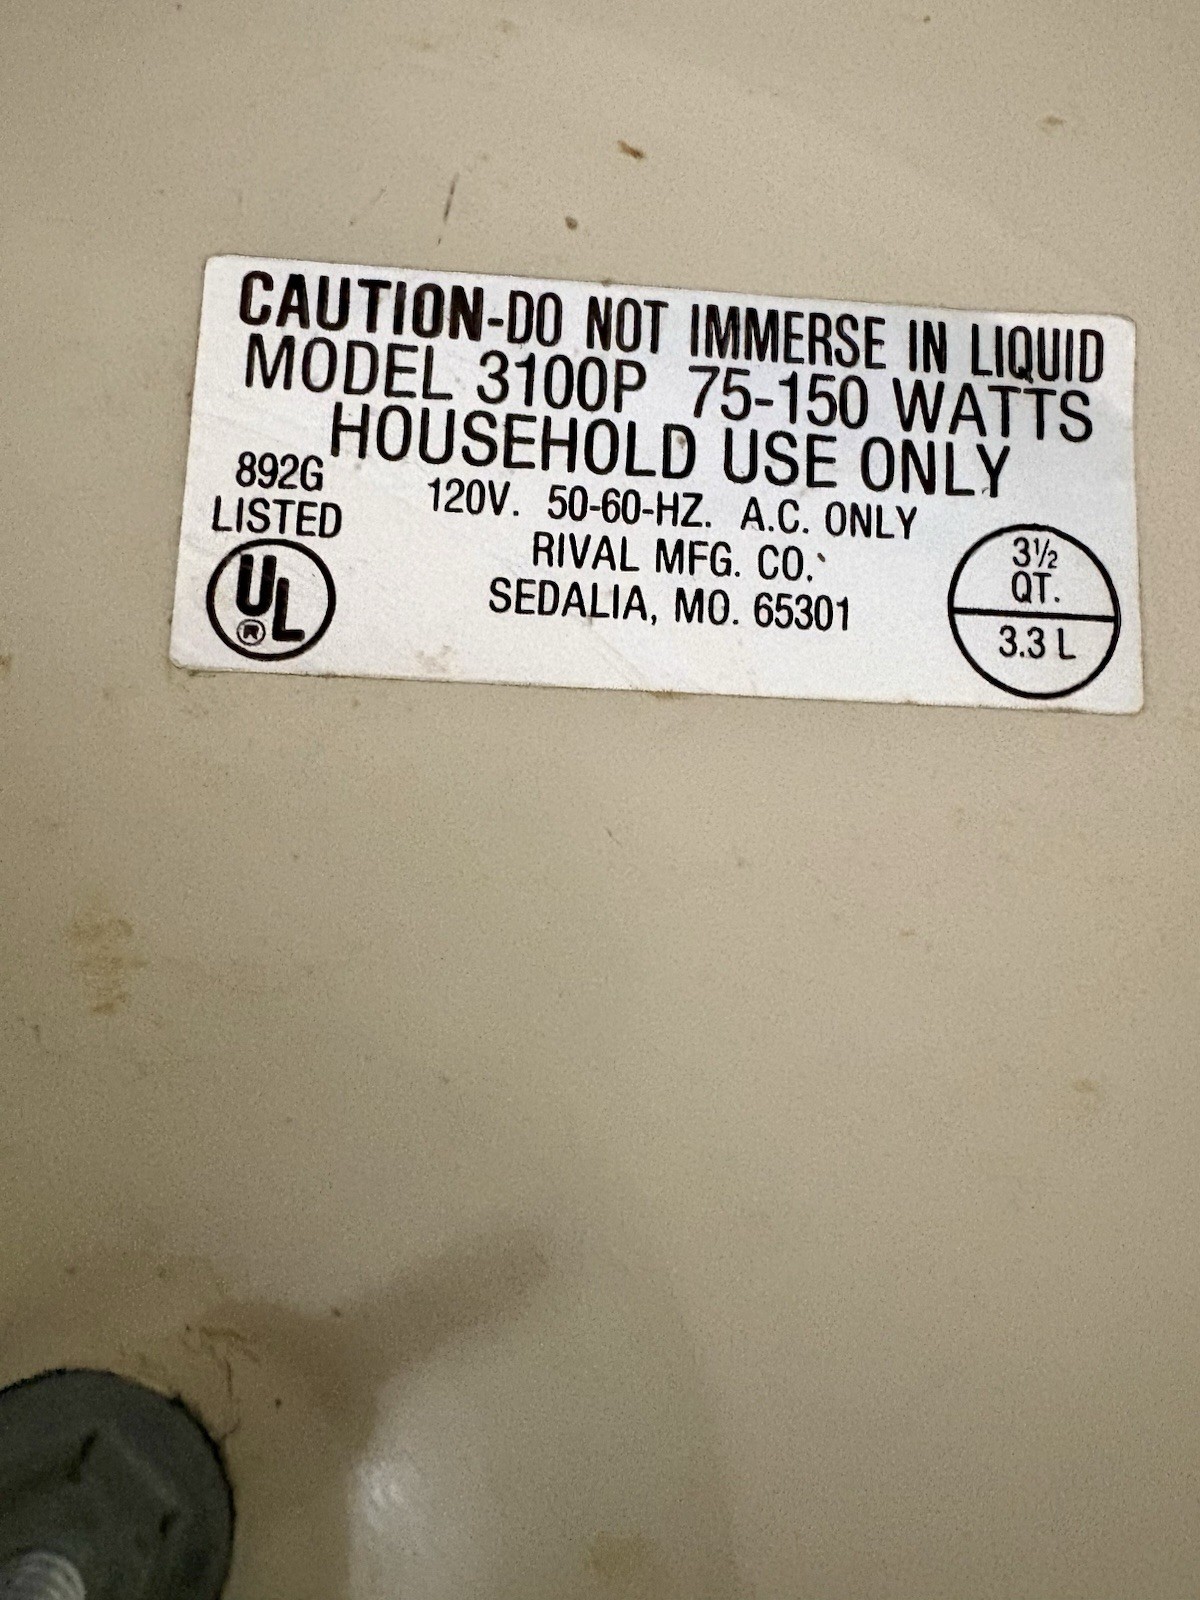 CAUTION-DO NOT IMMERSE IN LIQUID
MODEL 3100P 75-150 WATTS
HOUSEHOLD USE ONLY
892G
LISTED
UL
®
120V. 50-60-HZ. A.C. ONLY
RIVAL MFG. CO.
SEDALIA, MO. 65301
3½
QT.
3.3 L